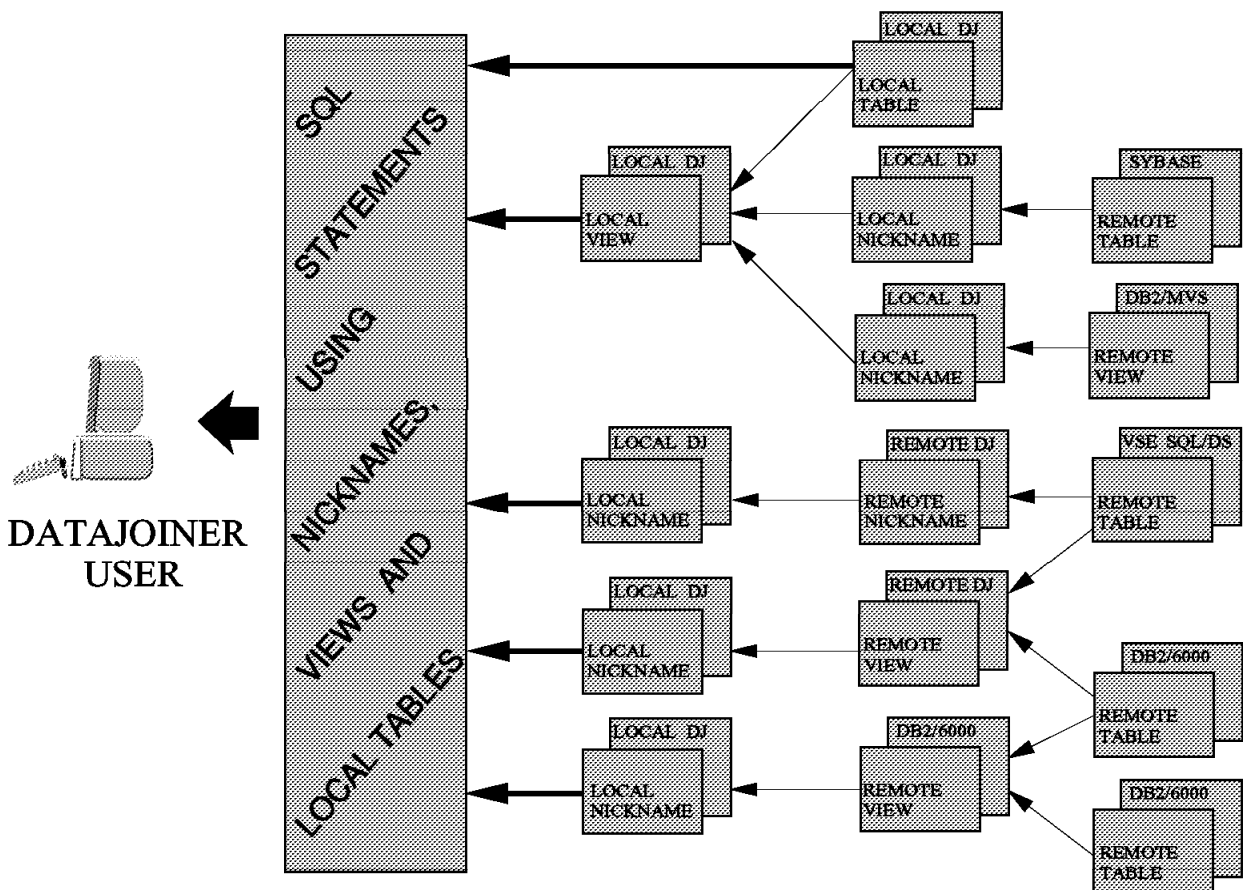 LOCAL DJ
LOCAL
TABLE
SQL
STATEMENTS
USING
NICKNAMES,
VIEWS AND
LOCAL TABLES
LOCAL DJ
LOCAL
VIEW
LOCAL DJ
LOCAL
NICKNAME
SYBASE
REMOTE
TABLE
LOCAL DJ
LOCAL
NICKNAME
DB2/MVS
REMOTE
VIEW
DATAJOINER
USER
LOCAL DJ
LOCAL
NICKNAME
REMOTE DJ
REMOTE
NICKNAME
VSE SQL/DS
REMOTE
TABLE
LOCAL DJ
LOCAL
NICKNAME
REMOTE DJ
REMOTE
VIEW
DB2/6000
REMOTE
TABLE
LOCAL DJ
LOCAL
NICKNAME
DB2/6000
REMOTE
VIEW
DB2/6000
REMOTE
TABLE